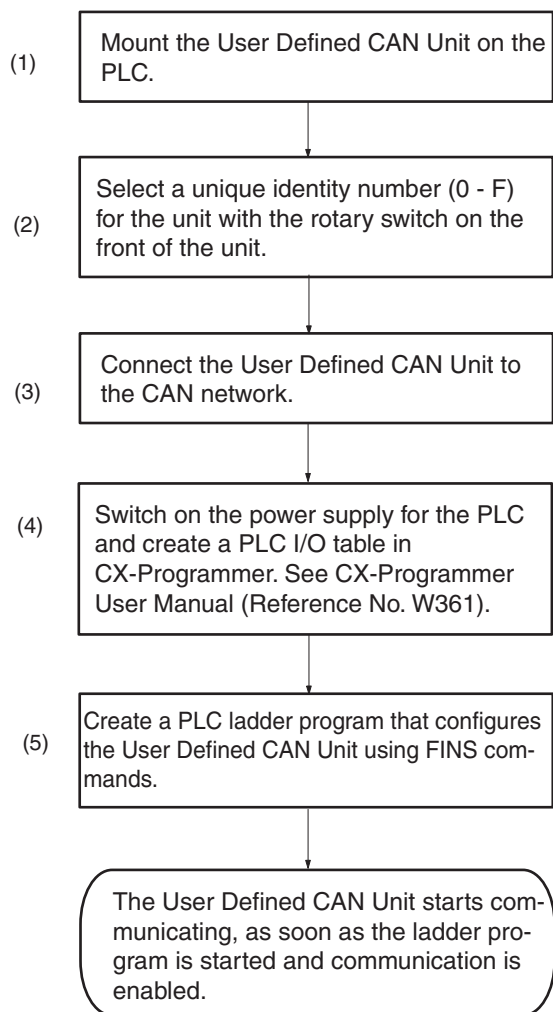 (1)
Mount the User Defined CAN Unit on the
PLC.
(2)
Select a unique identity number (0 - F)
for the unit with the rotary switch on the
front of the unit.
(3)
Connect the User Defined CAN Unit to
the CAN network.
(4)
Switch on the power supply for the PLC
and create a PLC I/O table in
CX-Programmer. See CX-Programmer
User Manual (Reference No. W361).
(5)
Create a PLC ladder program that configures
the User Defined CAN Unit using FINS com-
mands.
The User Defined CAN Unit starts com-
municating, as soon as the ladder pro-
gram is started and communication is
enabled.